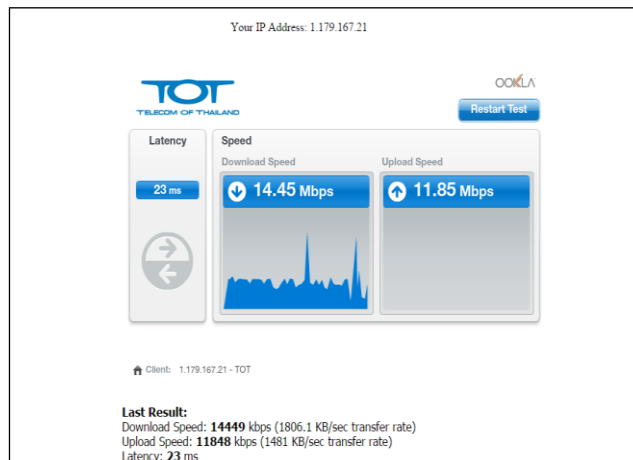 Your IP Address: 1.179.167.21
OOKLA
TOT
TELECOM OF THAILAND
Restart Test
Latency
Speed
Download Speed
Upload Speed
23 ms
14.45 Mbps
11.85 Mbps
Client: 1.179.167.21 - TOT
Last Result:
Download Speed: 14449 kbps (1806.1 KB/sec transfer rate)
Upload Speed: 11848 kbps (1481 KB/sec transfer rate)
Latency: 23 ms